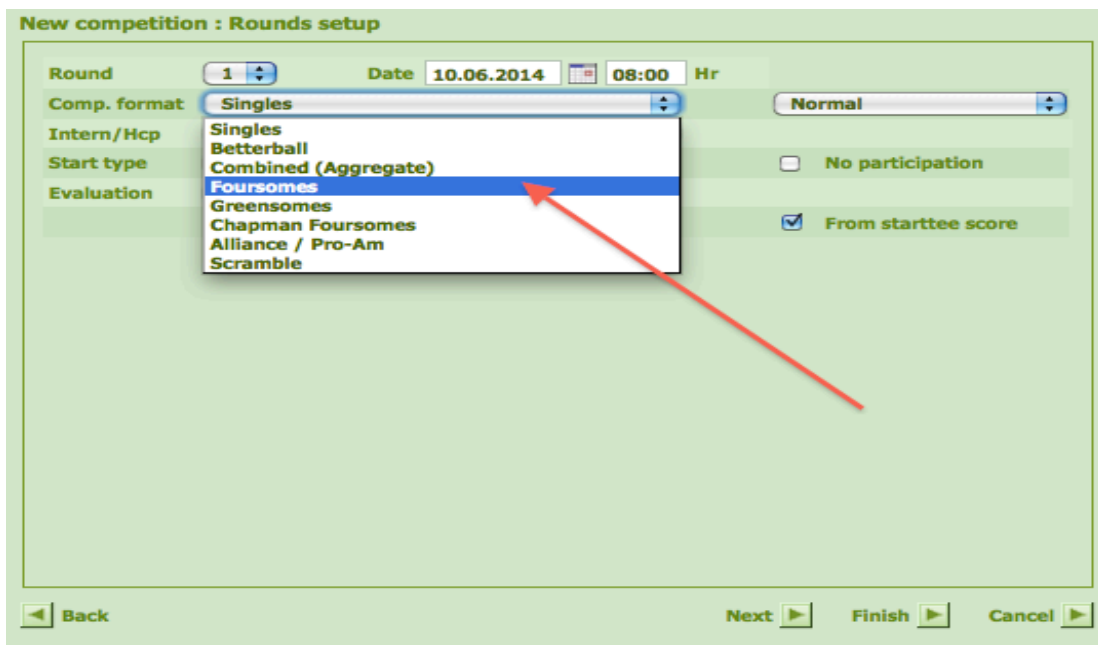 New competition : Rounds setup
Round 1 Date 10.06.2014 08:00 Hr
Comp. format Singles Normal
Intern/Hcp
Singles
Betterball
Start type
Combined (Aggregate)
No participation
Evaluation
Foursomes
Greensomes
Chapman Foursomes
From starttee score
Alliance / Pro-Am
Scramble
Back Next Finish Cancel